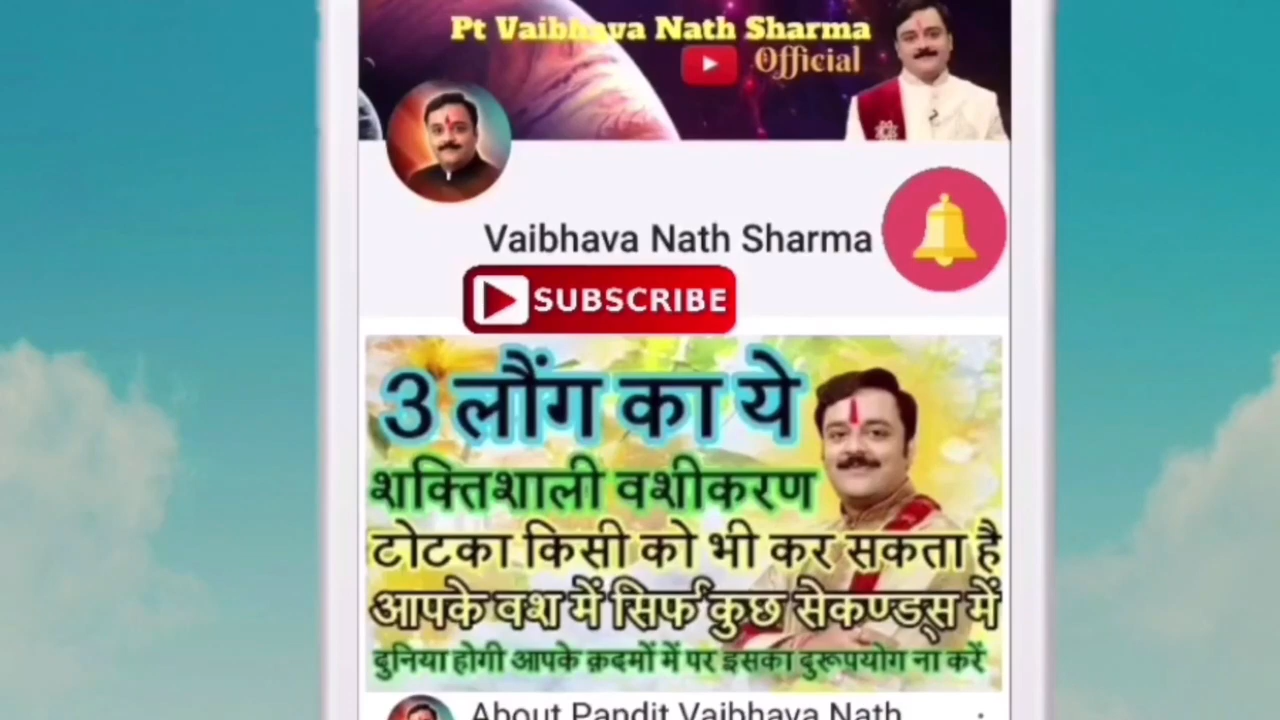 Pt Vaibhava Nath Sharma
Official
Vaibhava Nath Sharma
SUBSCRIBE
3 लौंग का ये
शक्तिशाली वशीकरण
टोटका किसी को भी कर सकता है
आपके वश में सिर्फ कुछ सेकण्ड्स में
दुनिया होगी आपके क़दमों में पर इसका दुरूपयोग ना करें
About Pandit Vaibhava Nath